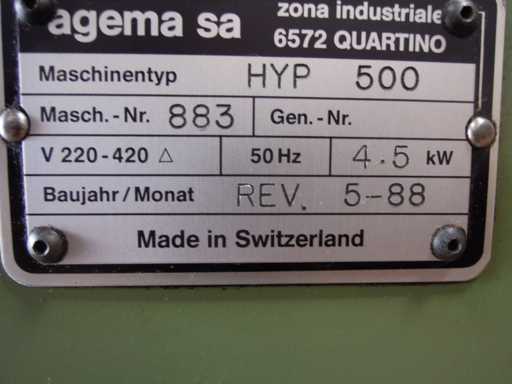 agema sa
zona industriale
6572 QUARTINO
Maschinentyp HYP 500
Masch.-Nr. 883 Gen.-Nr.
V 220-420 △ 50 Hz 4.5 kW
Baujahr/Monat REV. 5-88
Made in Switzerland